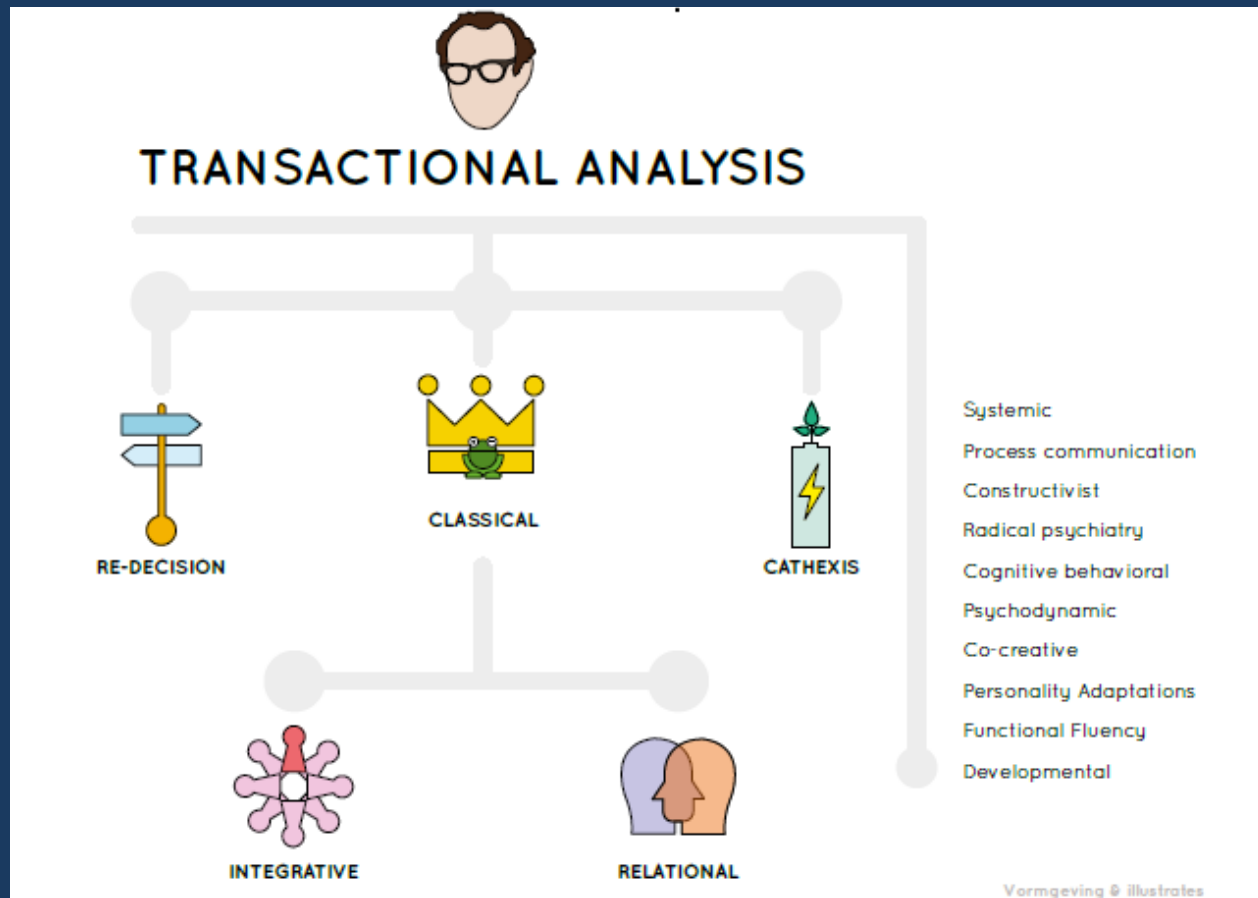 TRANSACTIONAL ANALYSIS
RE-DECISION
CLASSICAL
CATHEXIS
INTEGRATIVE
RELATIONAL
Systemic
Process communication
Constructivist
Radical psychiatry
Cognitive behavioral
Psychodynamic
Co-creative
Personality Adaptations
Functional Fluency
Developmental
Vormgeving & illustrates